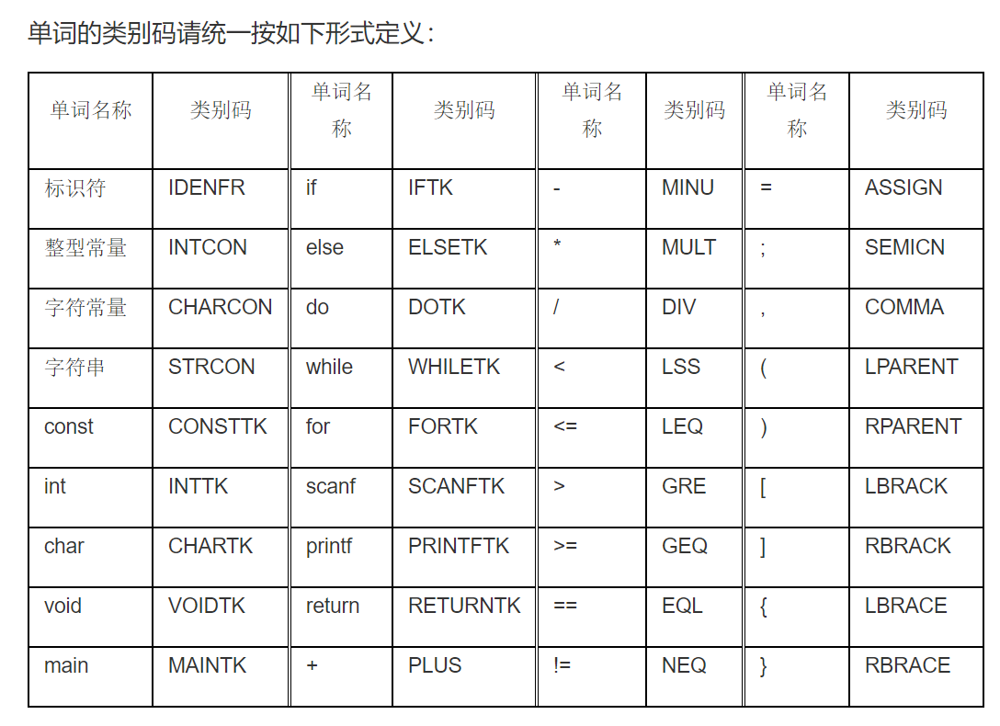 单词的类别码请统一按如下形式定义：
单词名称 类别码 单词名称 类别码 单词名称 类别码 单词名称 类别码
标识符 IDENFR if IFTK - MINU = ASSIGN
整型常量 INTCON else ELSETK * MULT ; SEMICN
字符常量 CHARCON do DOTK / DIV , COMMA
字符串 STRCON while WHILETK < LSS ( LPARENT
const CONSTTK for FORTK <= LEQ ) RPARENT
int INTTK scanf SCANFTK > GRE [ LBRACK
char CHARTK printf PRINTFTK >= GEQ ] RBRACK
void VOIDTK return RETURNTK == EQL { LBRACE
main MAINTK + PLUS != NEQ } RBRACE